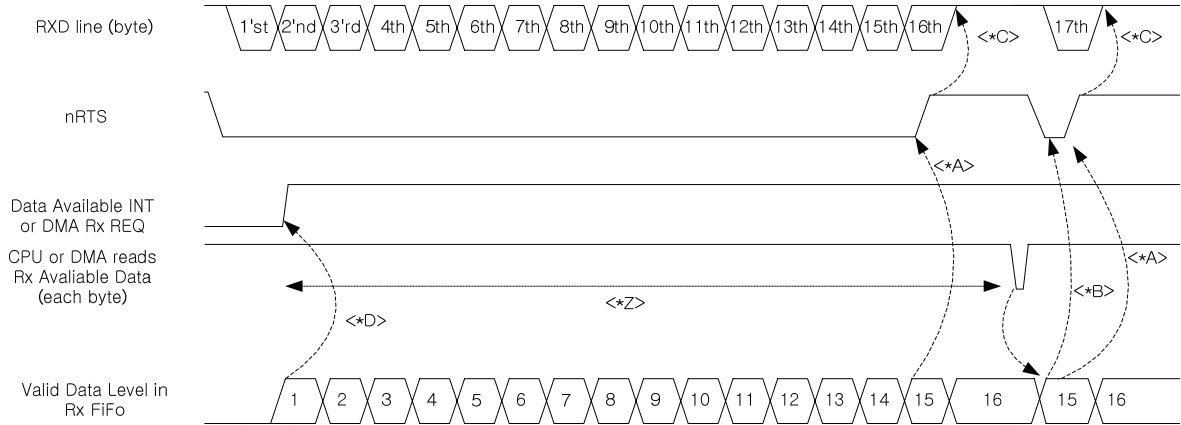 RXD line (byte)
1'st 2'nd 3'rd 4th 5th 6th 7th 8th 9th 10th 11th 12th 13th 14th 15th 16th 17th
<*C>
<*C>
nRTS
<*A>
Data Available INT
or DMA Rx REQ
CPU or DMA reads
Rx Avaliable Data
(each byte)
<*A>
<*B>
<*Z>
<*D>
Valid Data Level in
Rx FiFo
1 2 3 4 5 6 7 8 9 10 11 12 13 14 15 16 15 16